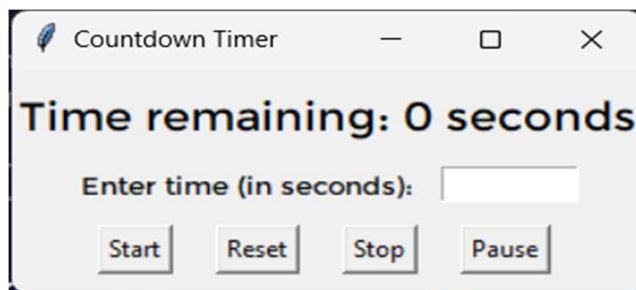 Countdown Timer
Time remaining: 0 seconds
Enter time (in seconds):
Start Reset Stop Pause